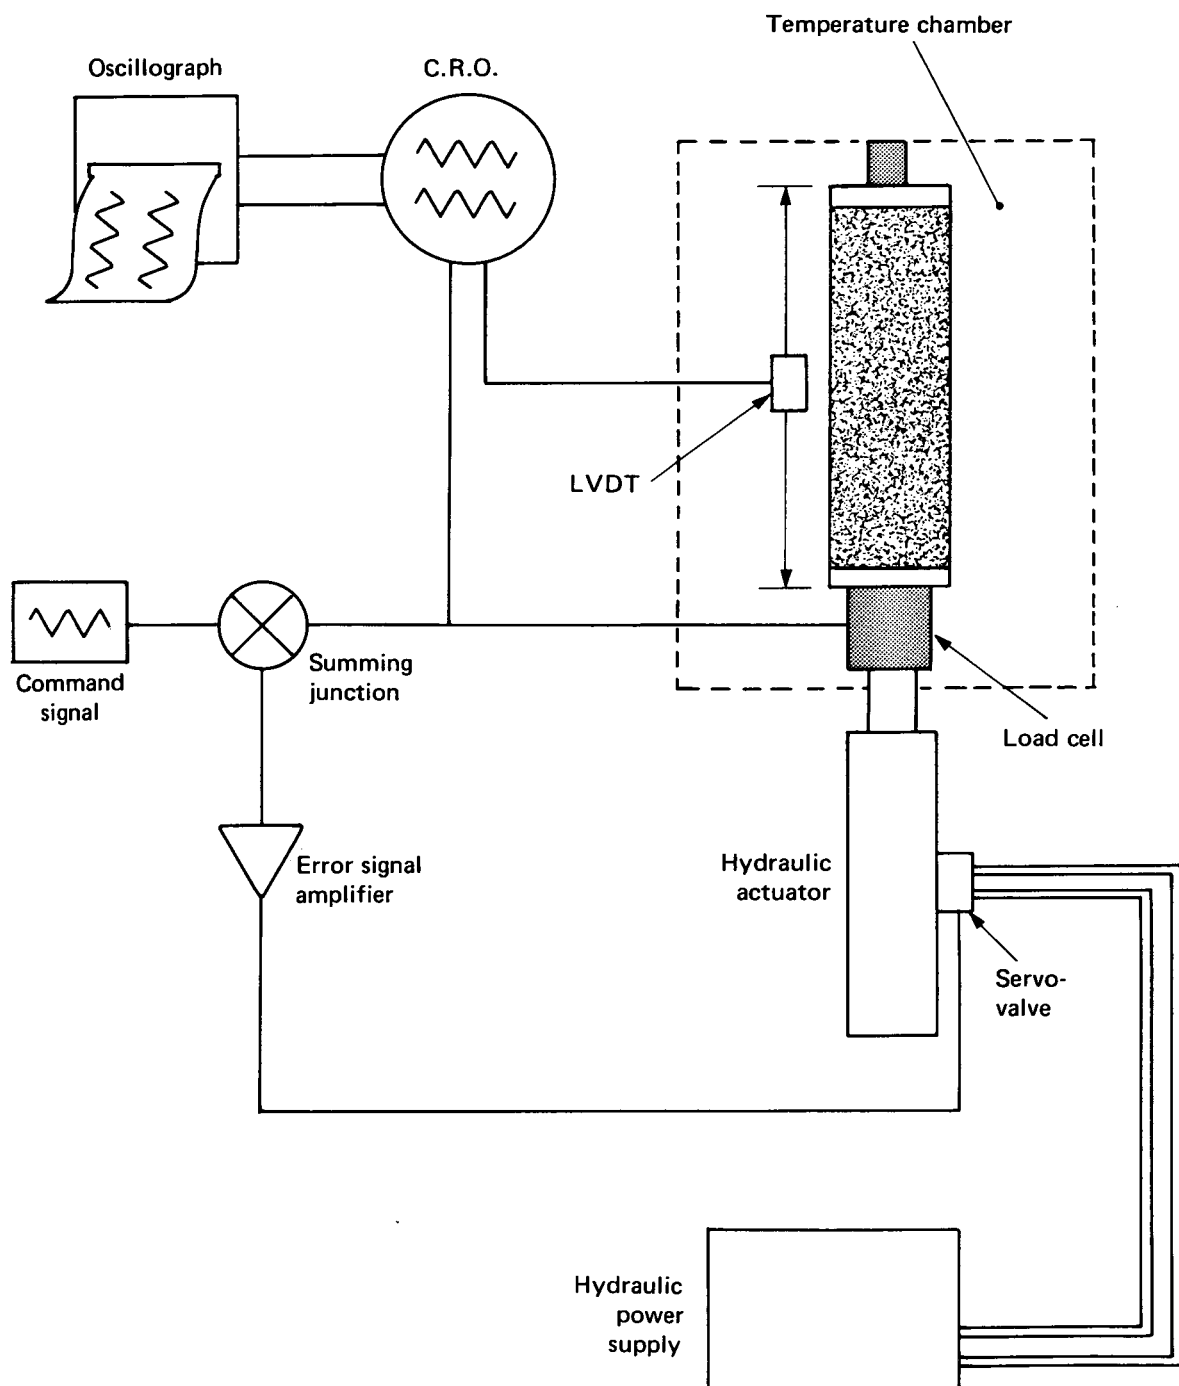 Temperature chamber
Oscillograph
C.R.O.
LVDT
Command
signal
Summing
junction
Load cell
Error signal
amplifier
Hydraulic
actuator
Servo-
valve
Hydraulic
power
supply